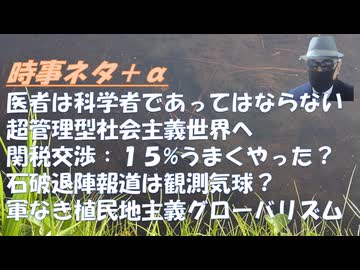 時事ネタ＋α
医者は科学者であってはならない
超管理型社会主義世界へ
関税交渉：１５%うまくやった？
石破退陣報道は観測気球？
軍なき植民地主義グローバリズム